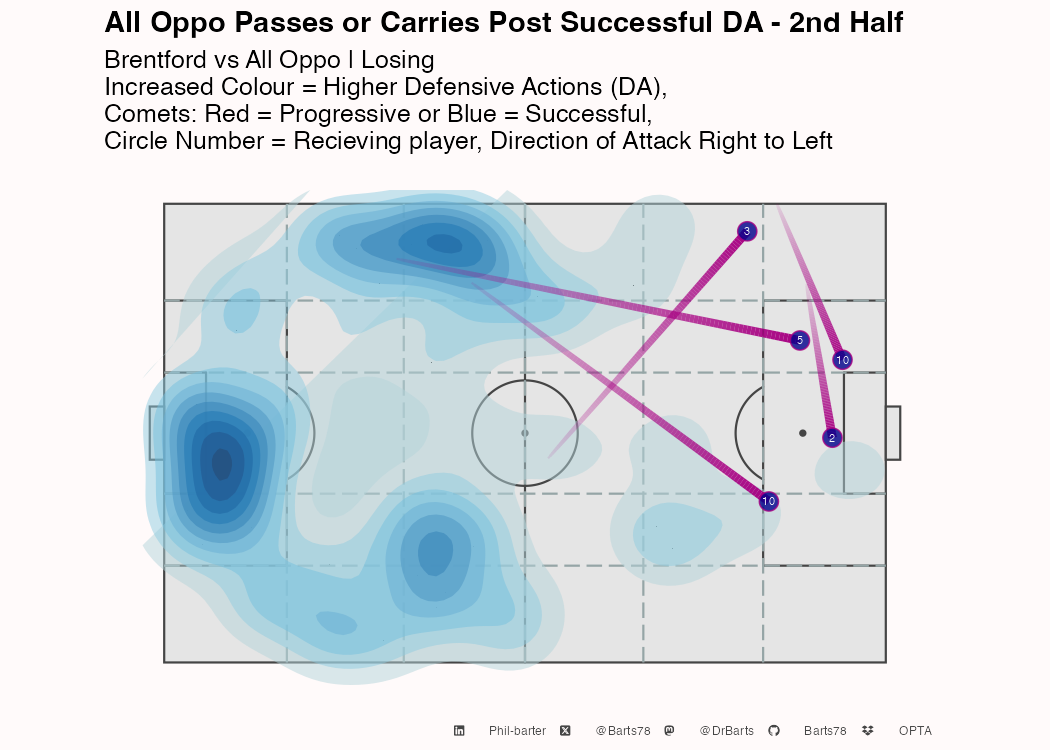 All Oppo Passes or Carries Post Successful DA - 2nd Half
Brentford vs All Oppo | Losing
Increased Colour = Higher Defensive Actions (DA),
Comets: Red = Progressive or Blue = Successful,
Circle Number = Recieving player, Direction of Attack Right to Left
3
5
10
2
10
Phil-barter @Barts78 @DrBarts Barts78 OPTA